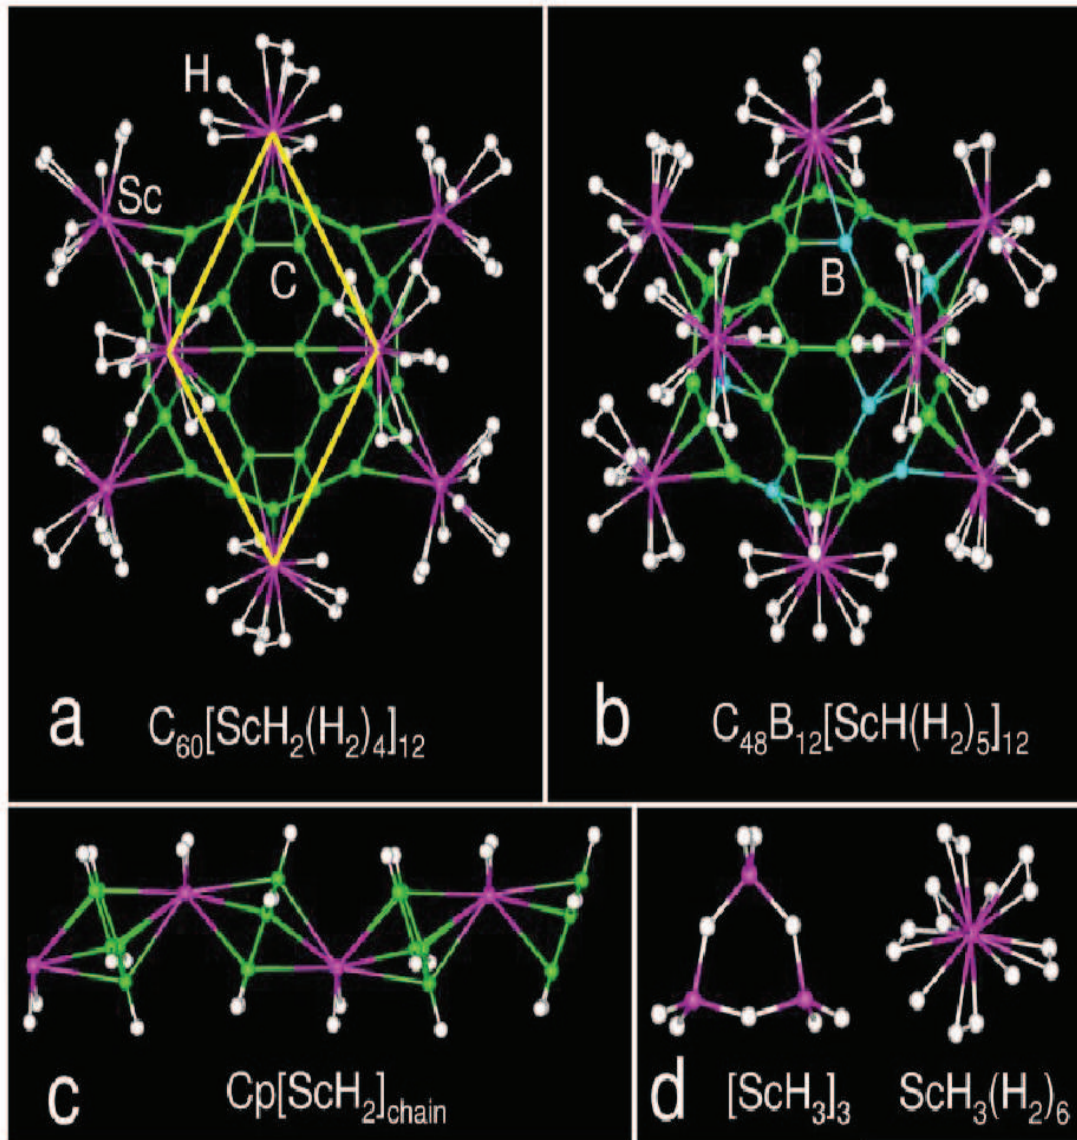 H
Sc
C
a
C₆₀[ScH₂(H₂)₄]₁₂
B
b
C₄₈B₁₂[ScH(H₂)₅]₁₂
c
Cp[ScH₂]chain
d
[ScH₃]₃ ScH₃(H₂)₆